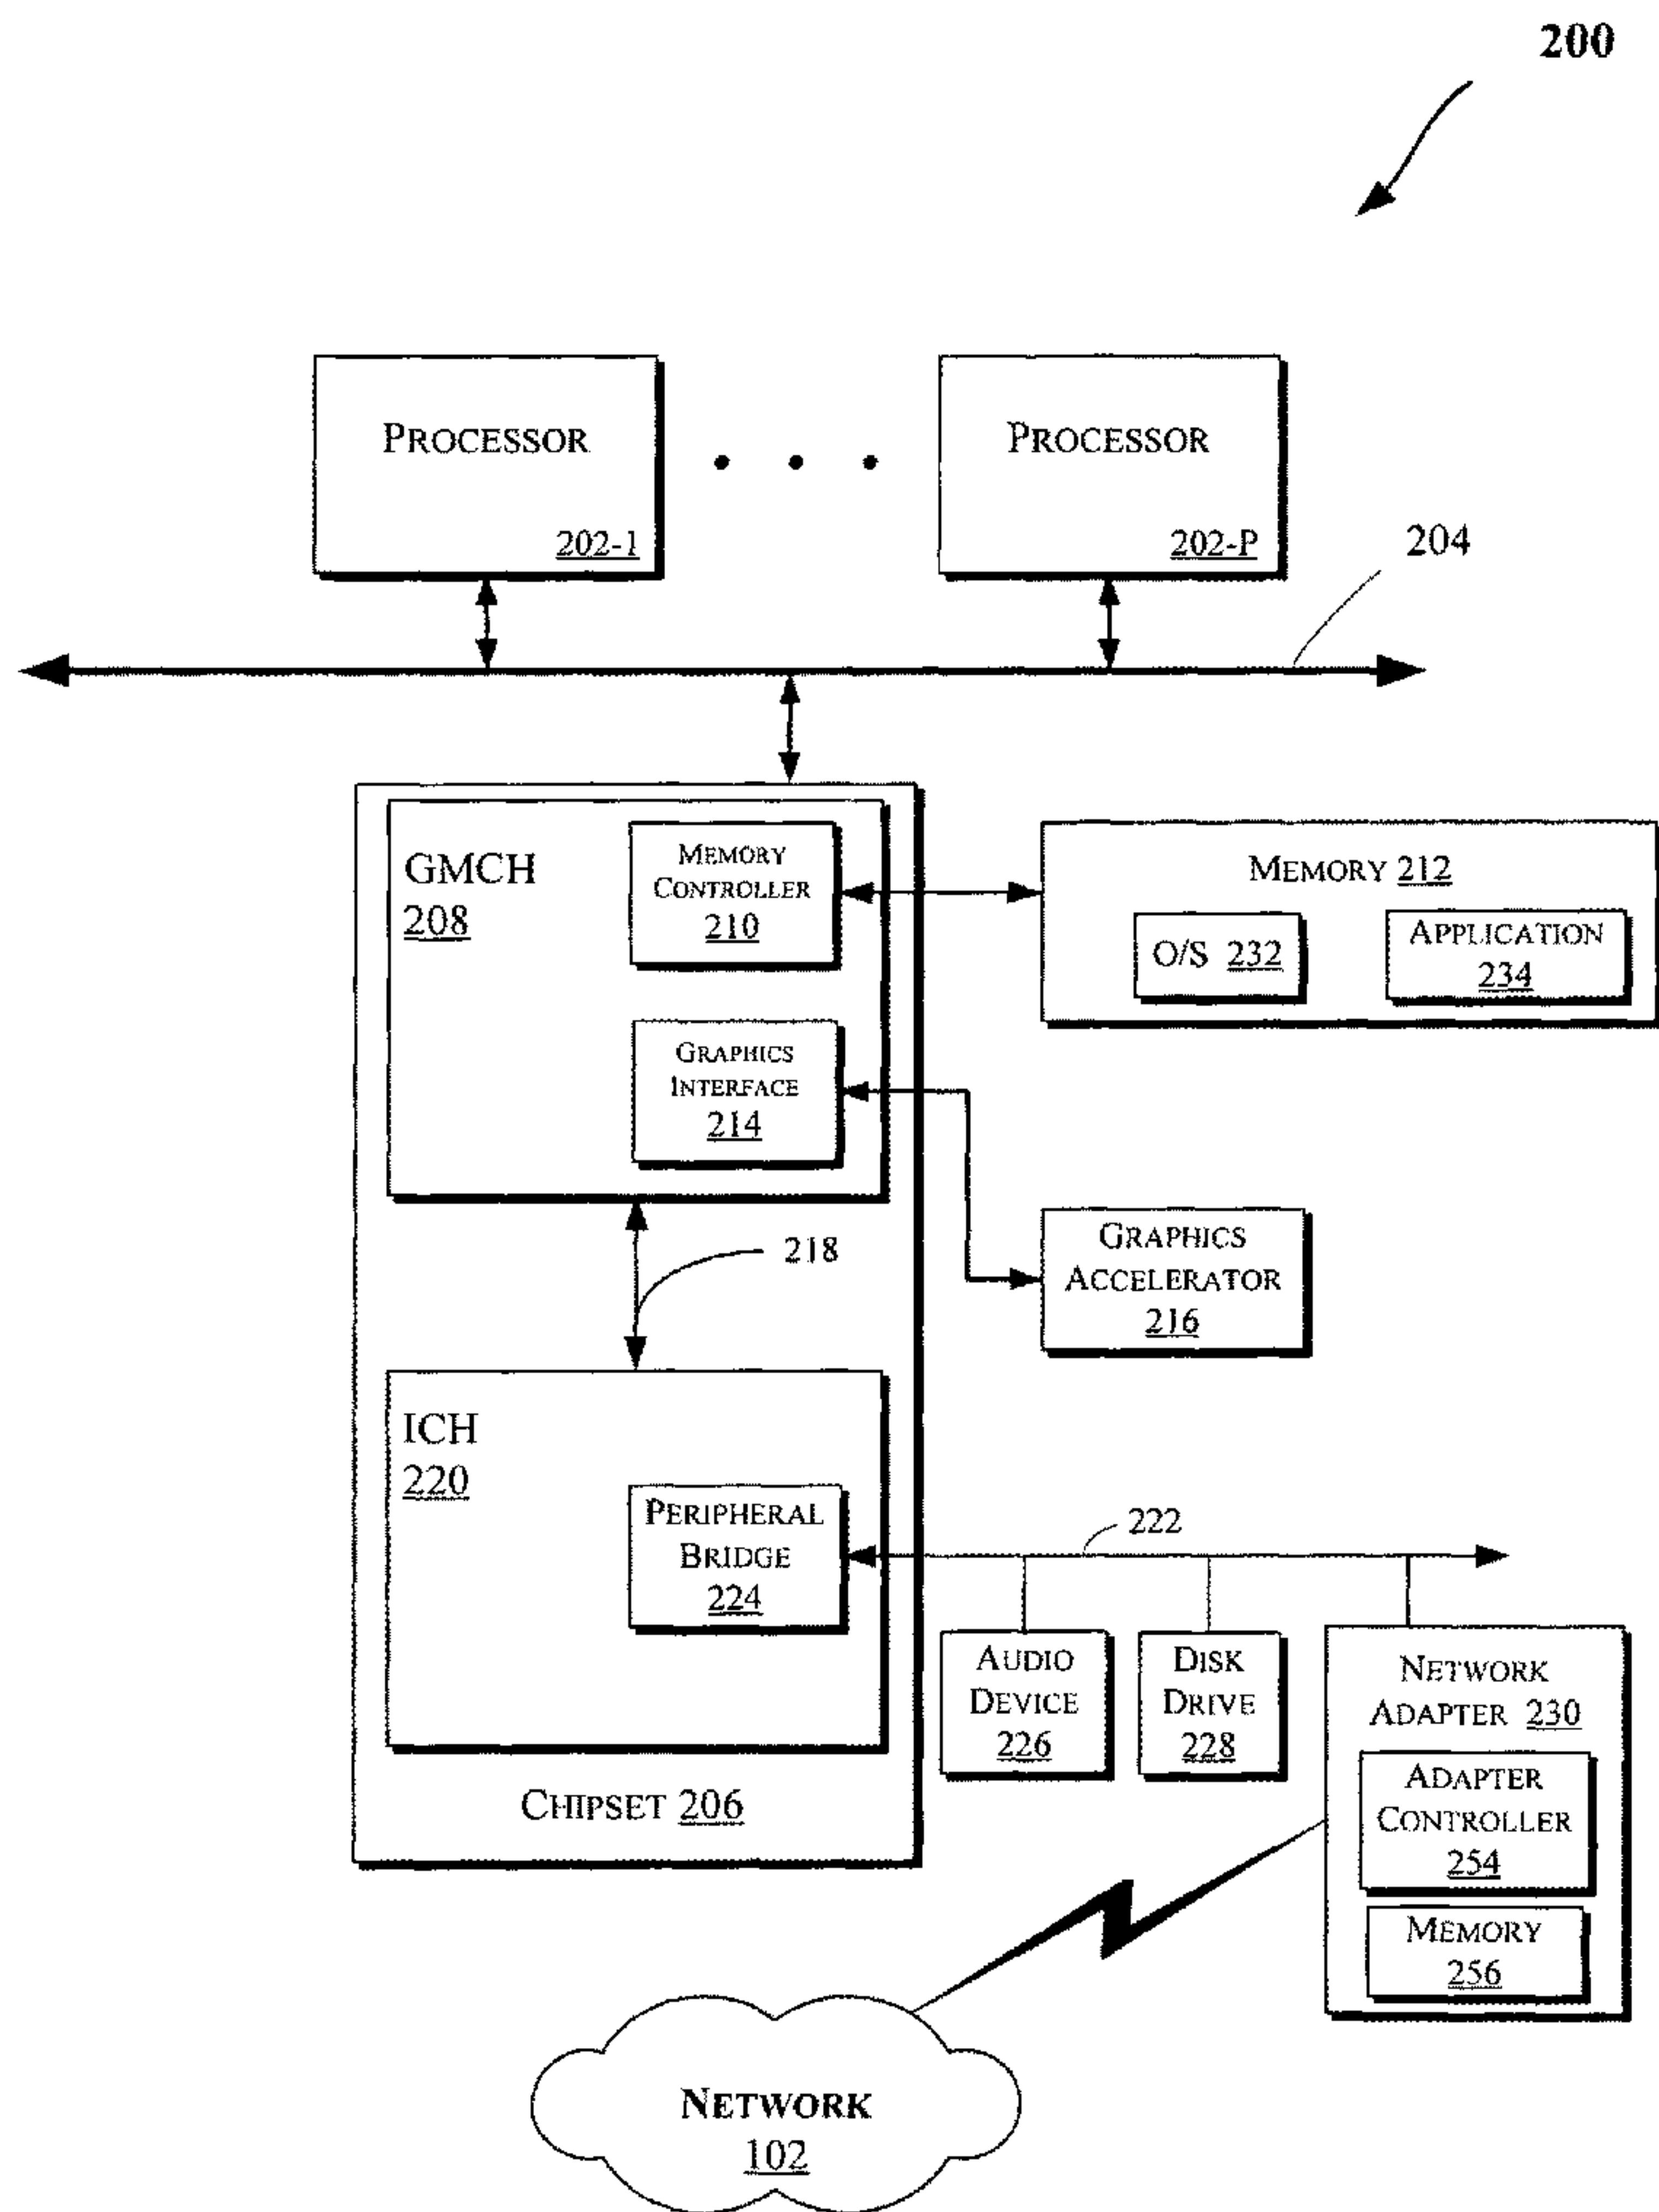 200
PROCESSOR
202-1
PROCESSOR
202-P
204
GMCH
208
MEMORY
CONTROLLER
210
MEMORY 212
O/S 232
APPLICATION
234
GRAPHICS
INTERFACE
214
218
GRAPHICS
ACCELERATOR
216
ICH
220
PERIPHERAL
BRIDGE
224
222
AUDIO
DEVICE
226
DISK
DRIVE
228
NETWORK
ADAPTER 230
ADAPTER
CONTROLLER
254
MEMORY
256
CHIPSET 206
NETWORK
102